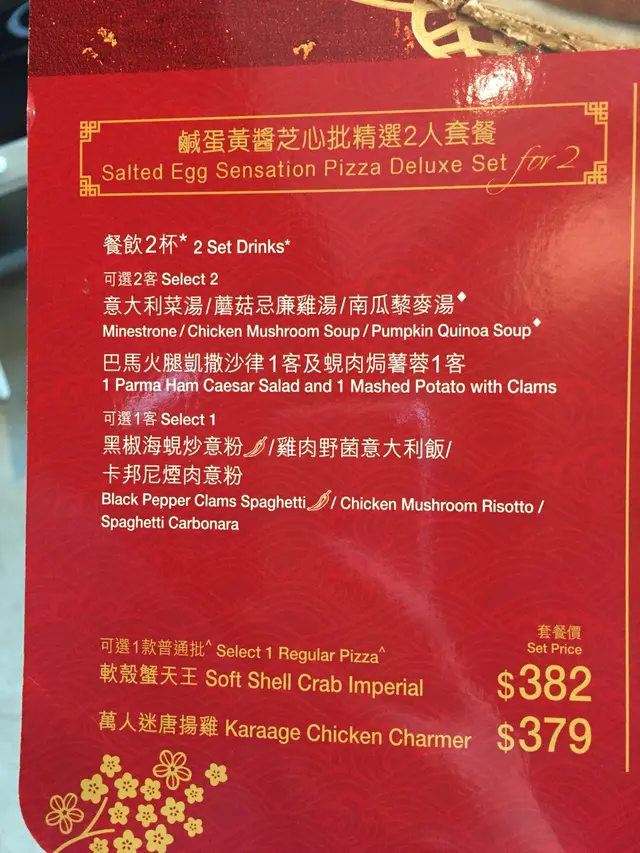 鹹蛋黃醬芝心批精選2人套餐
Salted Egg Sensation Pizza Deluxe Set for 2
餐飲2杯* 2 Set Drinks*
可選2客 Select 2
意大利菜湯/蘑菇忌廉雞湯/南瓜藜麥湯♦
Minestrone / Chicken Mushroom Soup / Pumpkin Quinoa Soup♦
巴馬火腿凱撒沙律1客及蜆肉焗薯蓉1客
1 Parma Ham Caesar Salad and 1 Mashed Potato with Clams
可選1客 Select 1
黑椒海蜆炒意粉/雞肉野菌意大利飯/
卡邦尼煙肉意粉
Black Pepper Clams Spaghetti / Chicken Mushroom Risotto /
Spaghetti Carbonara
套餐價
Set Price
可選1款普通批^ Select 1 Regular Pizza^
軟殼蟹天王 Soft Shell Crab Imperial $382
萬人迷唐揚雞 Karaage Chicken Charmer $379